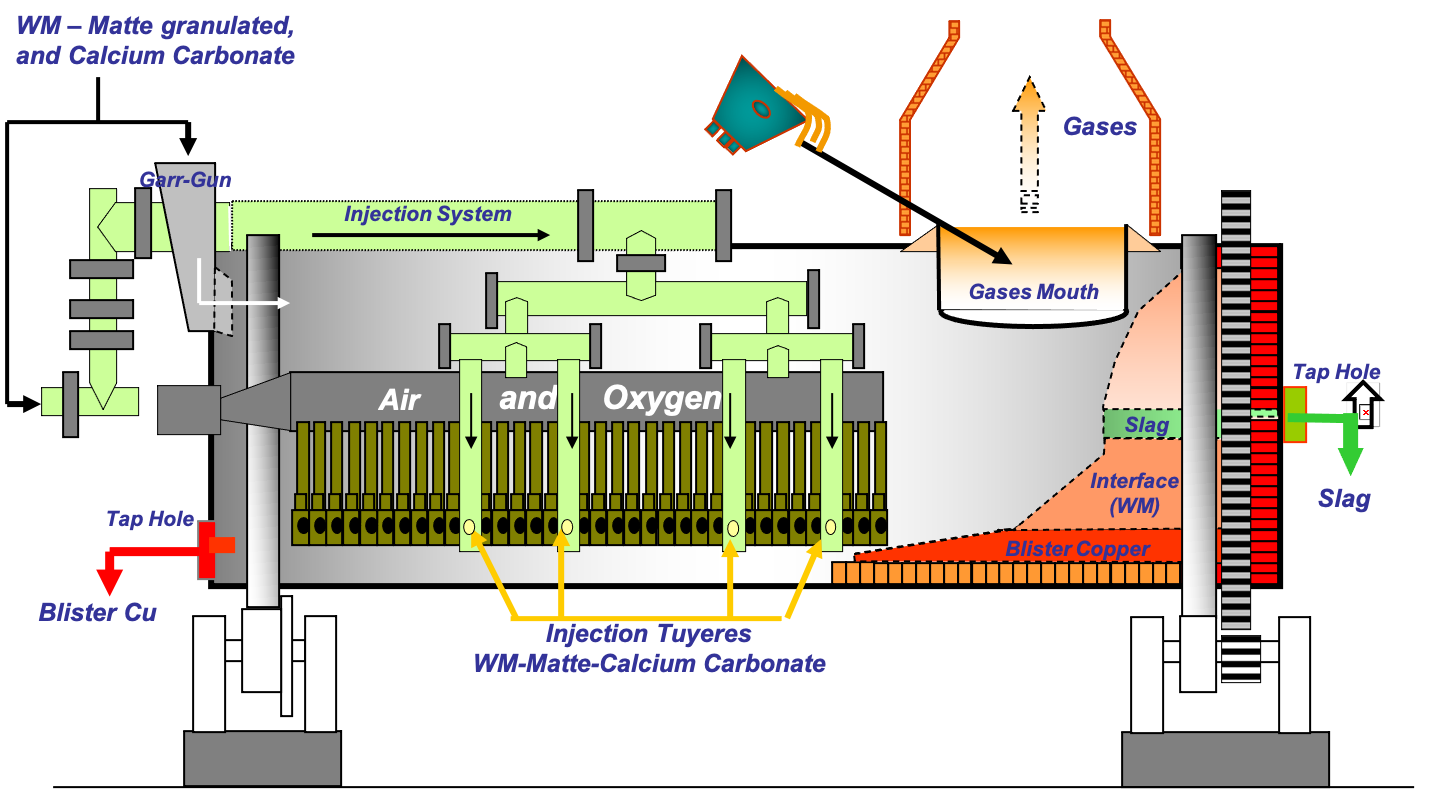 WM – Matte granulated,
and Calcium Carbonate
Gases
Garr-Gun
Injection System
Gases Mouth
Tap Hole
Air and Oxygen
Slag
Interface
(WM)
Slag
Tap Hole
Blister Copper
Blister Cu
Injection Tuyeres
WM-Matte-Calcium Carbonate